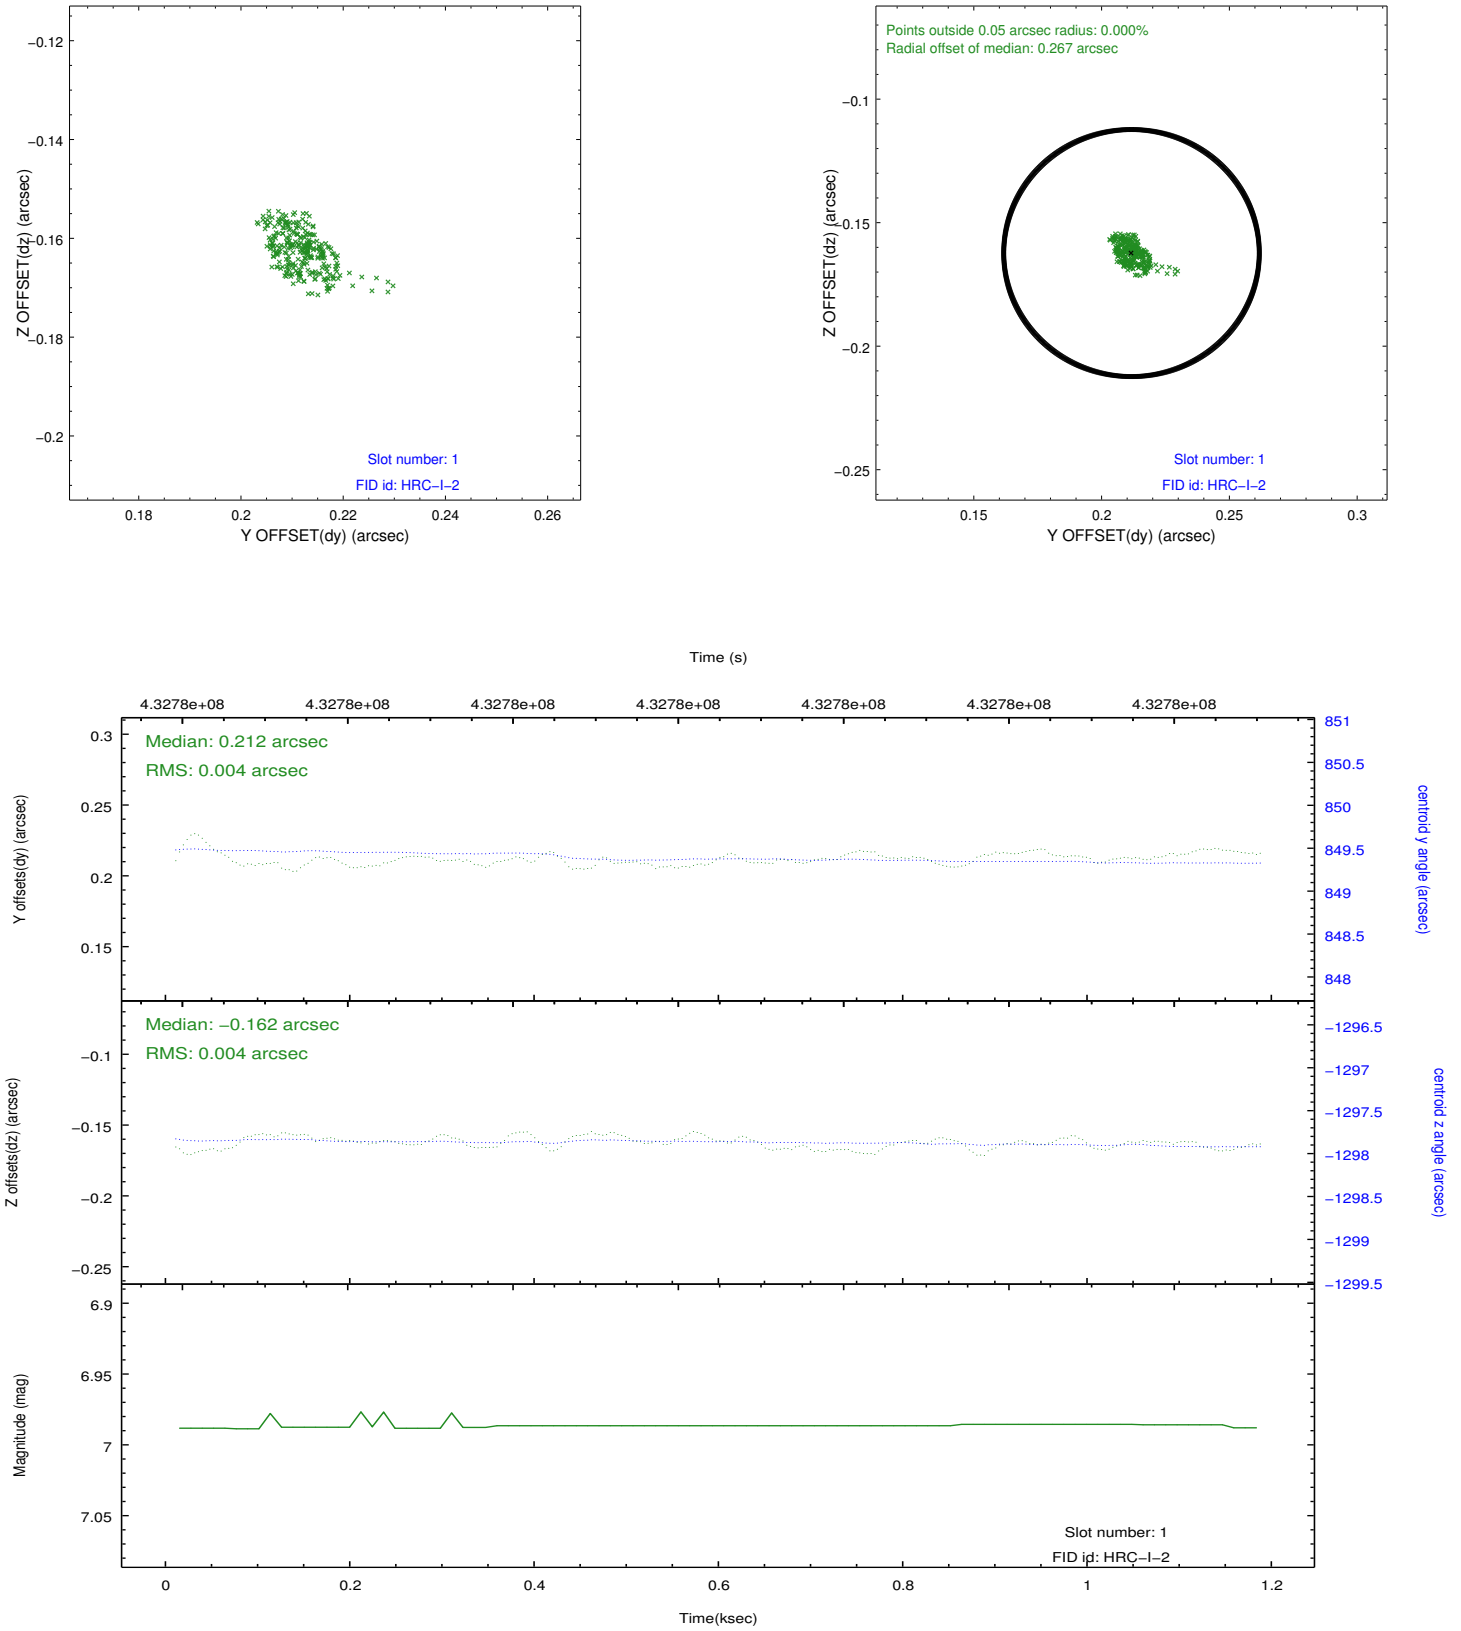 −0.12
−0.14
−0.16
−0.18
−0.2
Z OFFSET(dz) (arcsec)
Slot number: 1
FID id: HRC−I−2
0.18 0.2 0.22 0.24 0.26
Y OFFSET(dy) (arcsec)
Points outside 0.05 arcsec radius: 0.000%
Radial offset of median: 0.267 arcsec
−0.1
−0.15
−0.2
−0.25
Z OFFSET(dz) (arcsec)
Slot number: 1
FID id: HRC−I−2
0.15 0.2 0.25 0.3
Y OFFSET(dy) (arcsec)
Time (s)
4.3278e+08 4.3278e+08 4.3278e+08 4.3278e+08 4.3278e+08 4.3278e+08 4.3278e+08
Median: 0.212 arcsec
RMS: 0.004 arcsec
0.3
0.25
0.2
0.15
Y offsets(dy) (arcsec)
851
850.5
850
849.5
849
848.5
848
centroid y angle (arcsec)
Median: −0.162 arcsec
RMS: 0.004 arcsec
−0.1
−0.15
−0.2
−0.25
Z offsets(dz) (arcsec)
−1296.5
−1297
−1297.5
−1298
−1298.5
−1299
−1299.5
centroid z angle (arcsec)
6.9
6.95
7
7.05
Magnitude (mag)
Slot number: 1
FID id: HRC−I−2
0 0.2 0.4 0.6 0.8 1 1.2
Time(ksec)